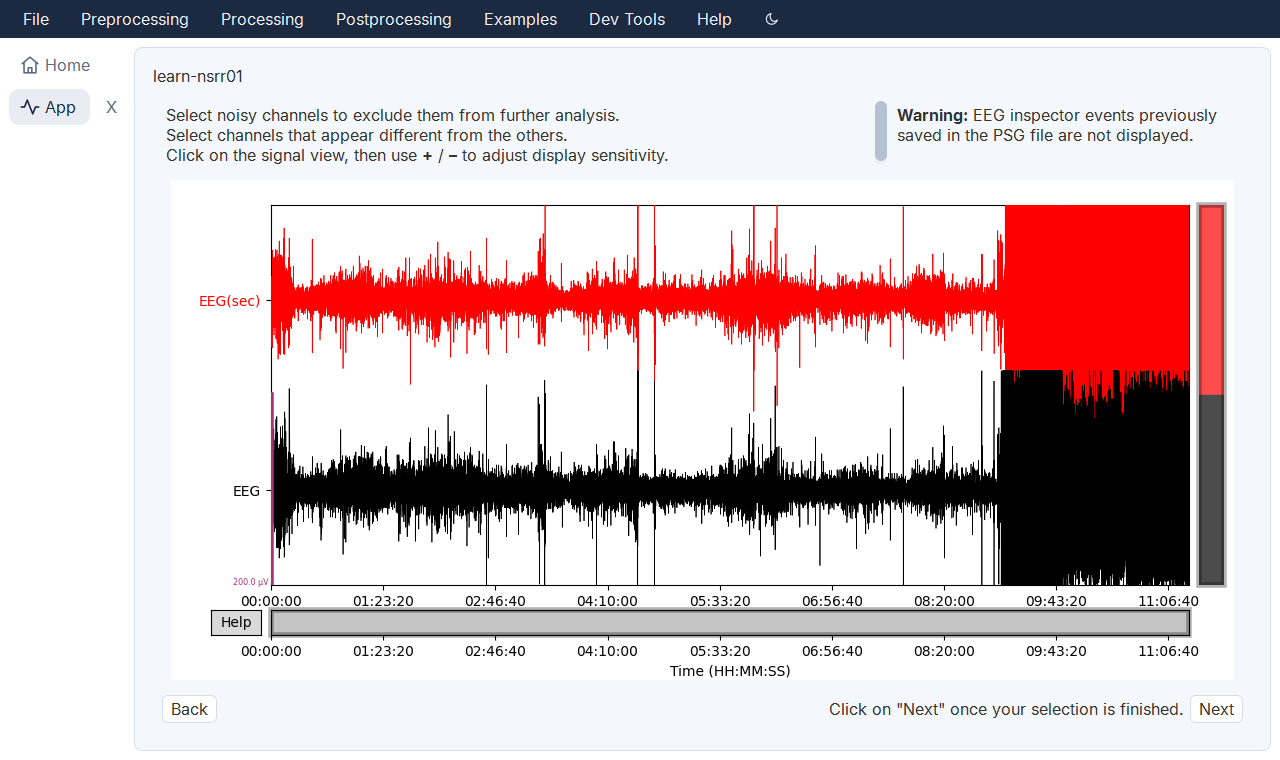 File Preprocessing Processing Postprocessing Examples Dev Tools Help
Home
App X
learn-nsrr01
Select noisy channels to exclude them from further analysis.
Select channels that appear different from the others.
Click on the signal view, then use + / − to adjust display sensitivity.
Warning: EEG inspector events previously
saved in the PSG file are not displayed.
EEG(sec)
EEG
200.0 µV
00:00:00 01:23:20 02:46:40 04:10:00 05:33:20 06:56:40 08:20:00 09:43:20 11:06:40
Help
00:00:00 01:23:20 02:46:40 04:10:00 05:33:20 06:56:40 08:20:00 09:43:20 11:06:40
Time (HH:MM:SS)
Back
Click on "Next" once your selection is finished. Next